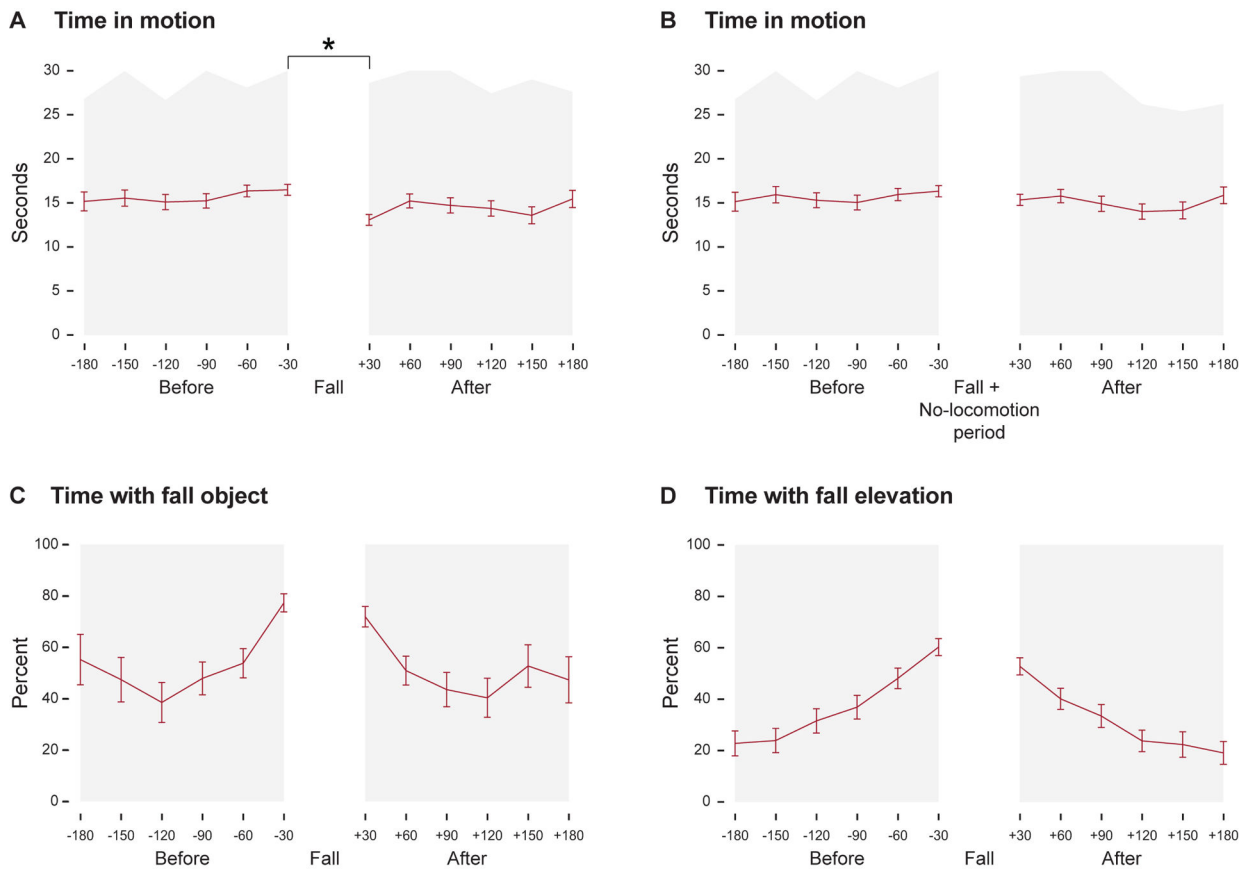 A Time in motion
*
30
25
20
15
10
5
0
Seconds
-180 -150 -120 -90 -60 -30 +30 +60 +90 +120 +150 +180
Before Fall After
B Time in motion
30
25
20
15
10
5
0
Seconds
-180 -150 -120 -90 -60 -30 +30 +60 +90 +120 +150 +180
Before Fall + After
No-locomotion
period
C Time with fall object
100
80
60
40
20
0
Percent
-180 -150 -120 -90 -60 -30 +30 +60 +90 +120 +150 +180
Before Fall After
D Time with fall elevation
100
80
60
40
20
0
Percent
-180 -150 -120 -90 -60 -30 +30 +60 +90 +120 +150 +180
Before Fall After